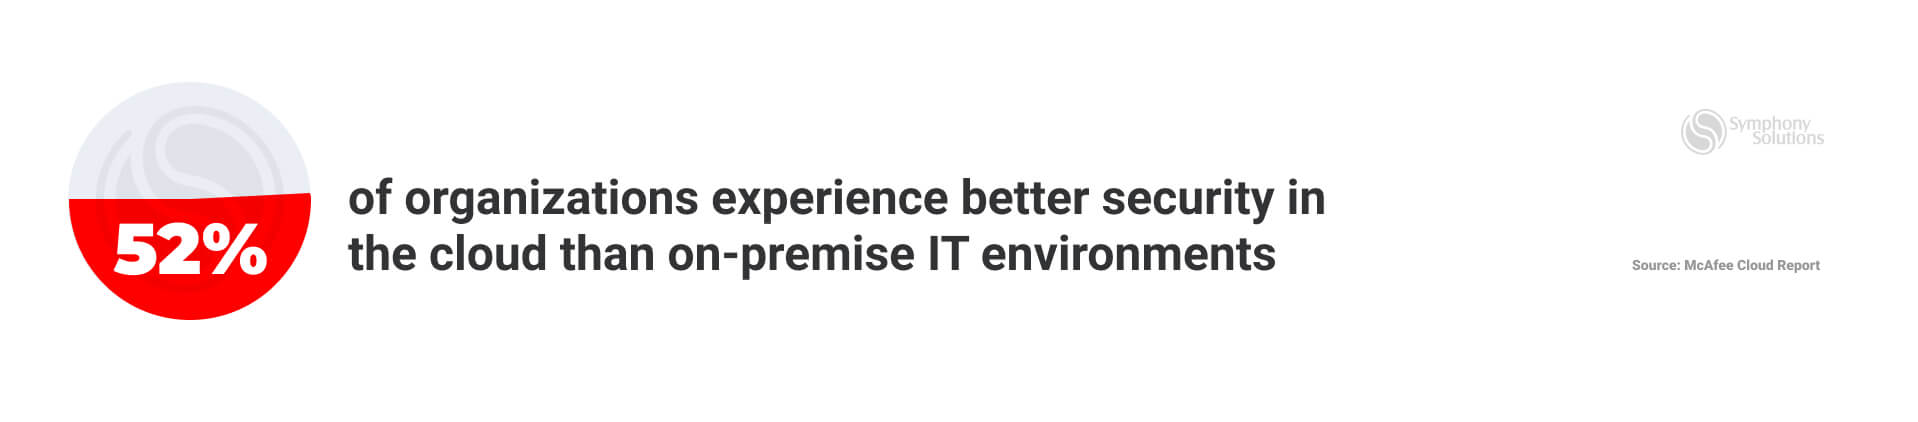 52%
of organizations experience better security in
the cloud than on-premise IT environments
Symphony
Solutions
Source: McAfee Cloud Report